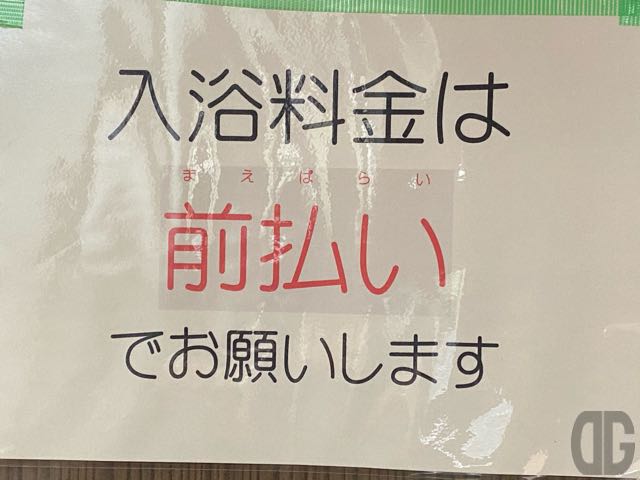 入浴料金は
まえばらい
前払い
でお願いします
DG